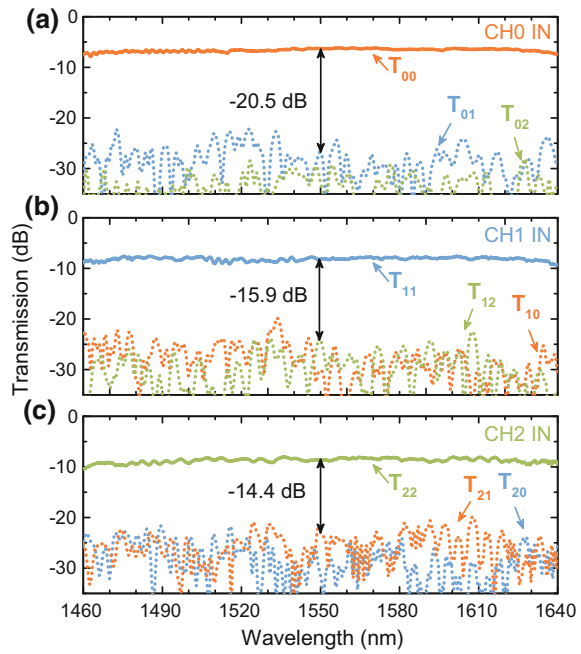 (a)
0
CH0 IN
-10
T00
-20.5 dB
-20
T01
T02
-30
(b)
0
CH1 IN
-10
T11
-15.9 dB
-20
T12
T10
-30
(c)
0
CH2 IN
-10
T22
-14.4 dB
-20
T21
T20
-30
Transmission (dB)
1460 1490 1520 1550 1580 1610 1640
Wavelength (nm)